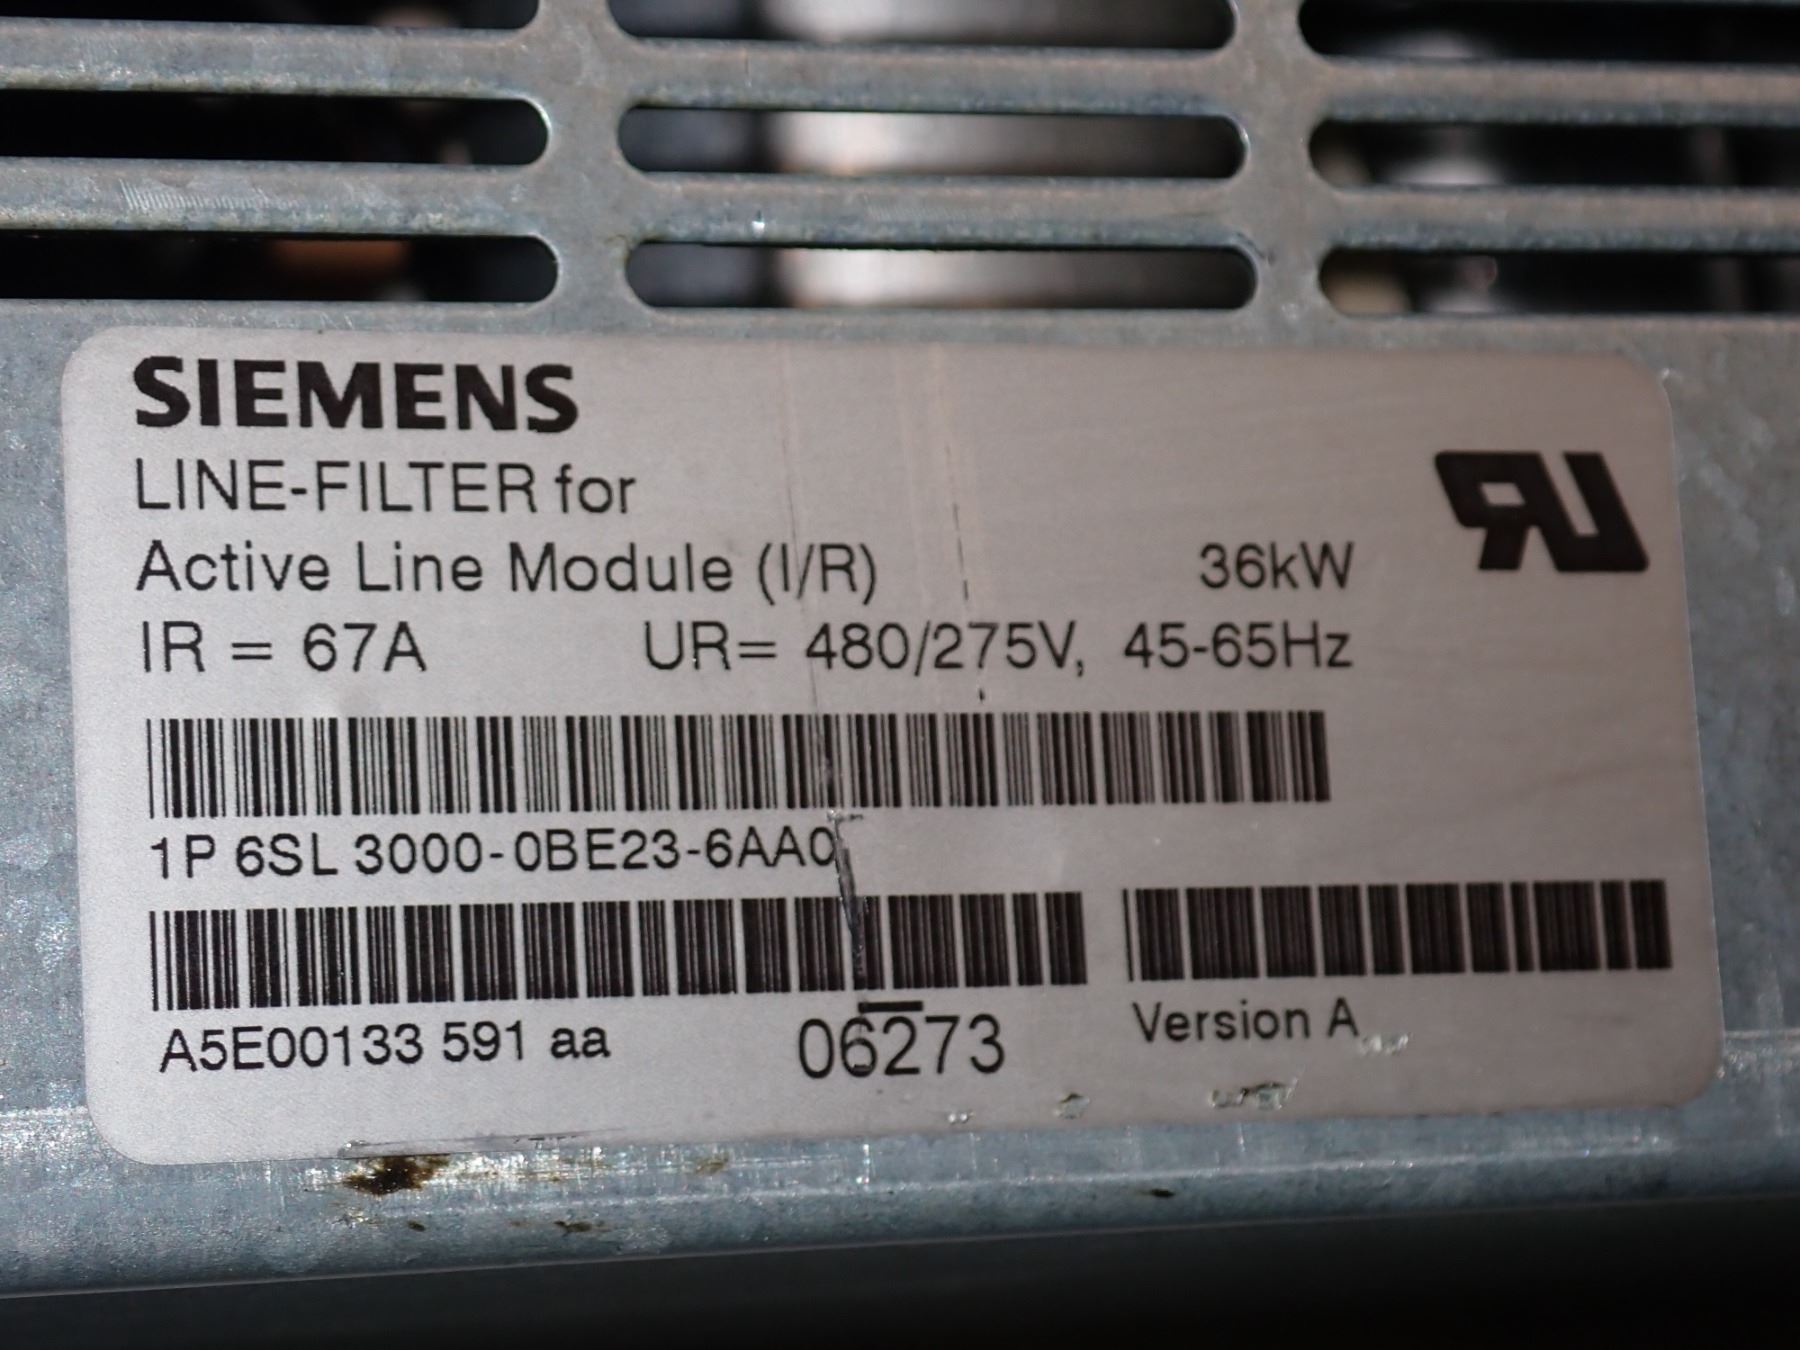 SIEMENS
LINE-FILTER for
Active Line Module (I/R) 36kW
IR = 67A UR= 480/275V, 45-65Hz
1P 6SL 3000-0BE23-6AA0
A5E00133 591 aa 06273 Version A